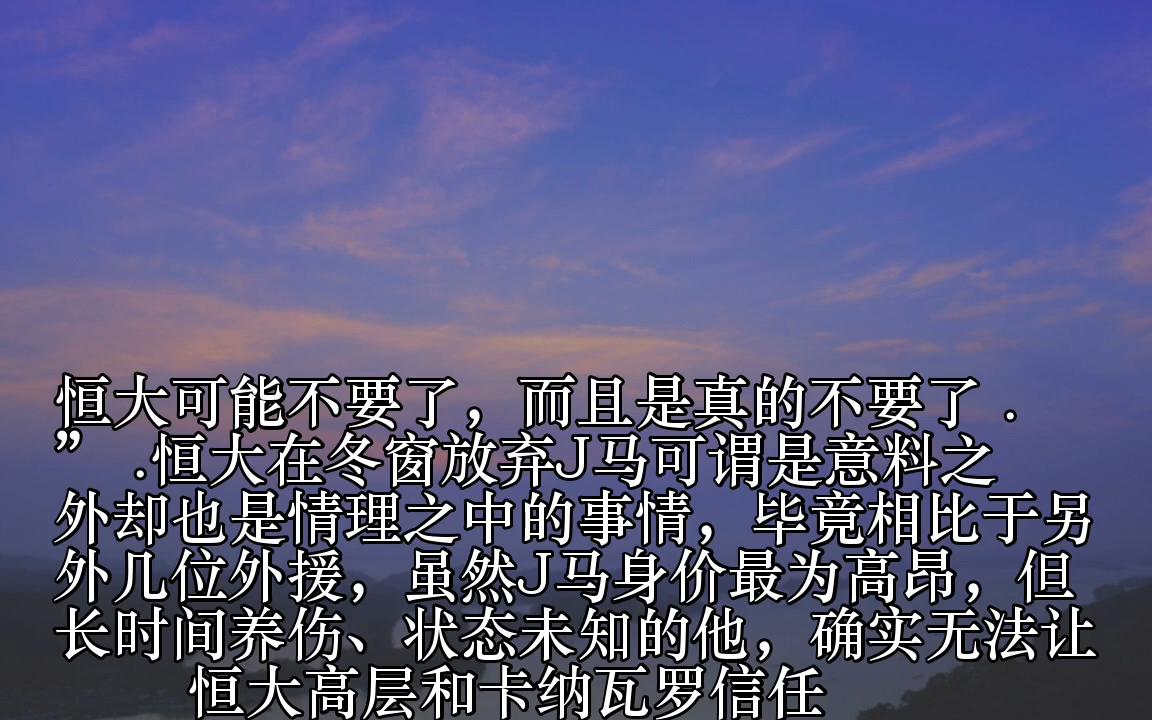 恒大可能不要了，而且是真的不要了 .
” .恒大在冬窗放弃J马可谓是意料之
外却也是情理之中的事情，毕竟相比于另
外几位外援，虽然J马身价最为高昂，但
长时间养伤、状态未知的他，确实无法让
恒大高层和卡纳瓦罗信任